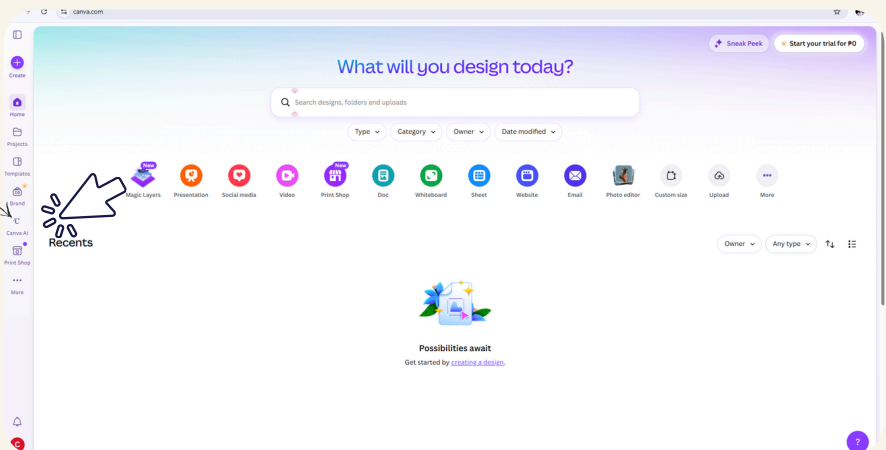 canva.com
Sneak Peek
Start your trial for ₱0
Create
Home
Projects
Templates
Brand
Canva AI
Print Shop
More
What will you design today?
Search designs, folders and uploads
Type
Category
Owner
Date modified
New
New
Magic Layers
Presentation
Social media
Video
Print Shop
Doc
Whiteboard
Sheet
Website
Email
Photo editor
Custom size
Upload
More
Recents
Owner
Any type
Possibilities await
Get started by creating a design.
C
?